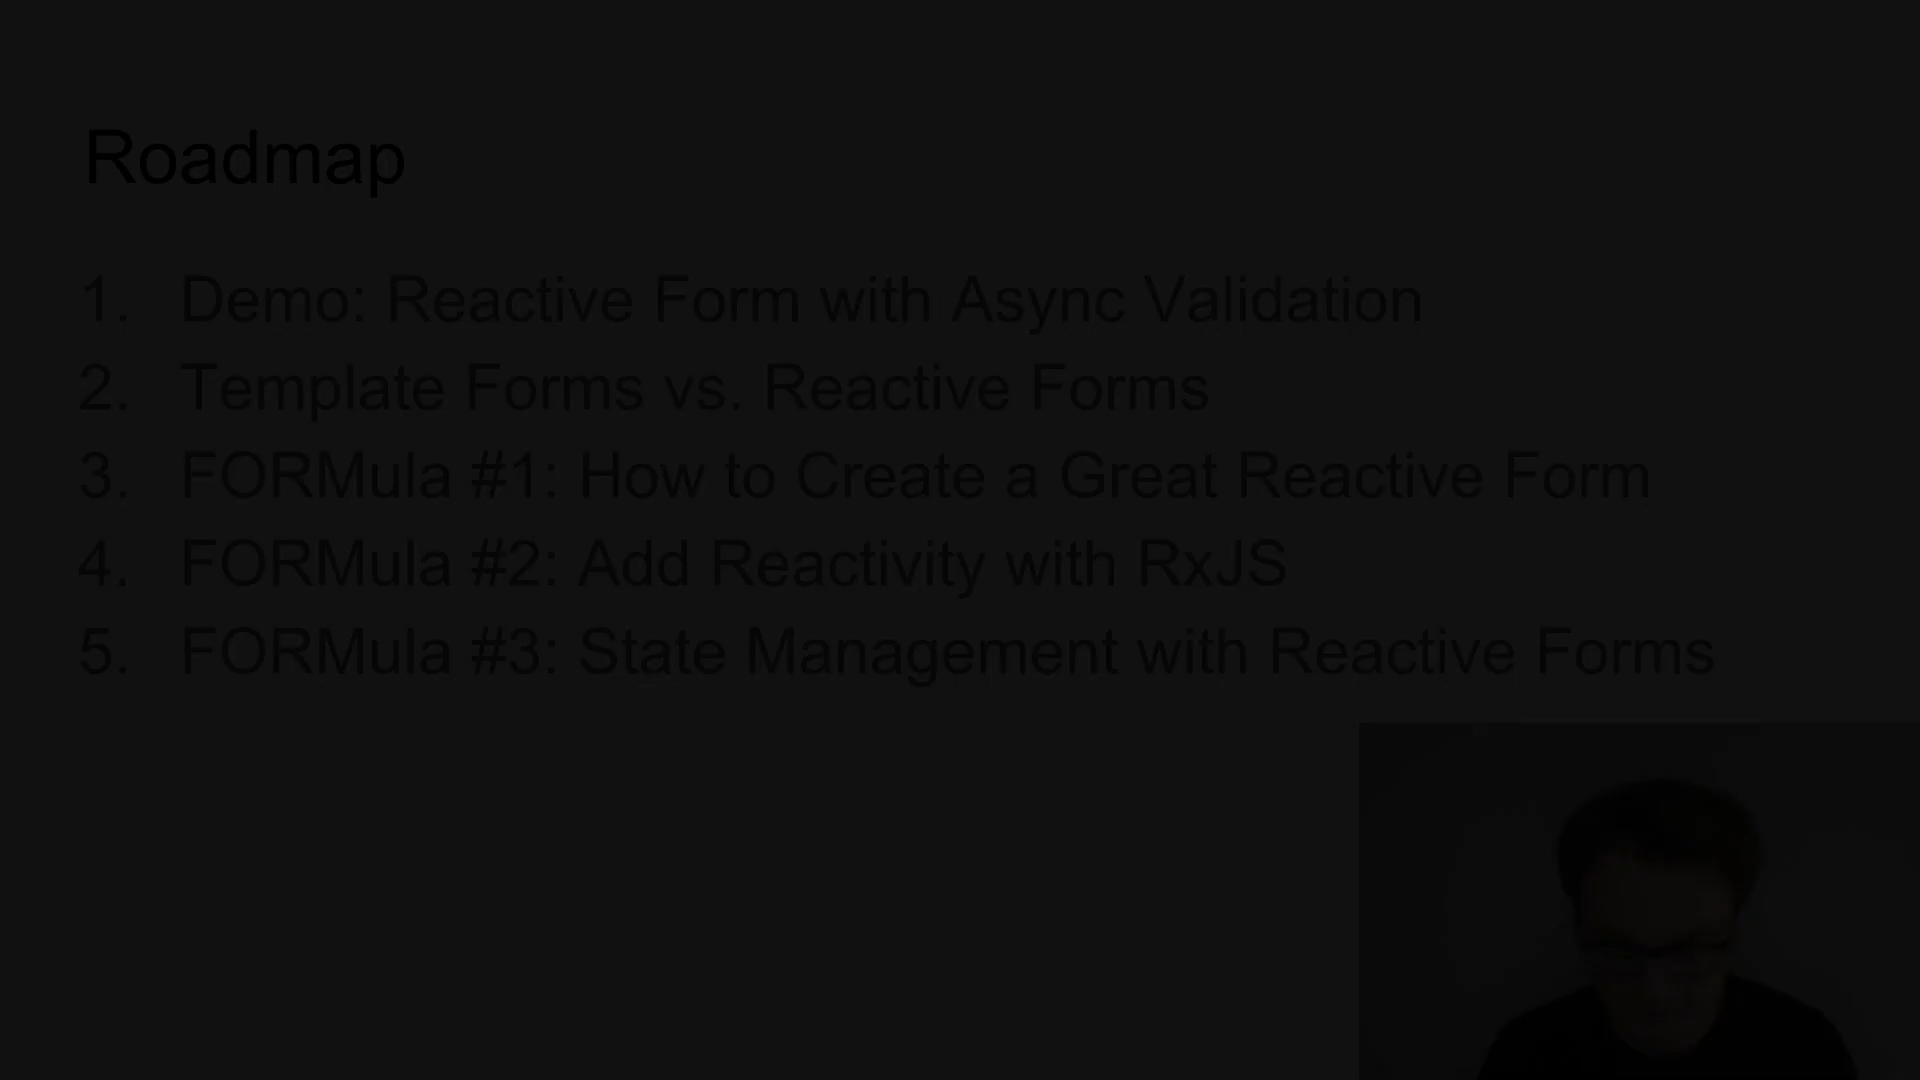 Roadmap
1. Demo: Reactive Form with Async Validation
2. Template Forms vs. Reactive Forms
3. FORMula #1: How to Create a Great Reactive Form
4. FORMula #2: Add Reactivity with RxJS
5. FORMula #3: State Management with Reactive Forms